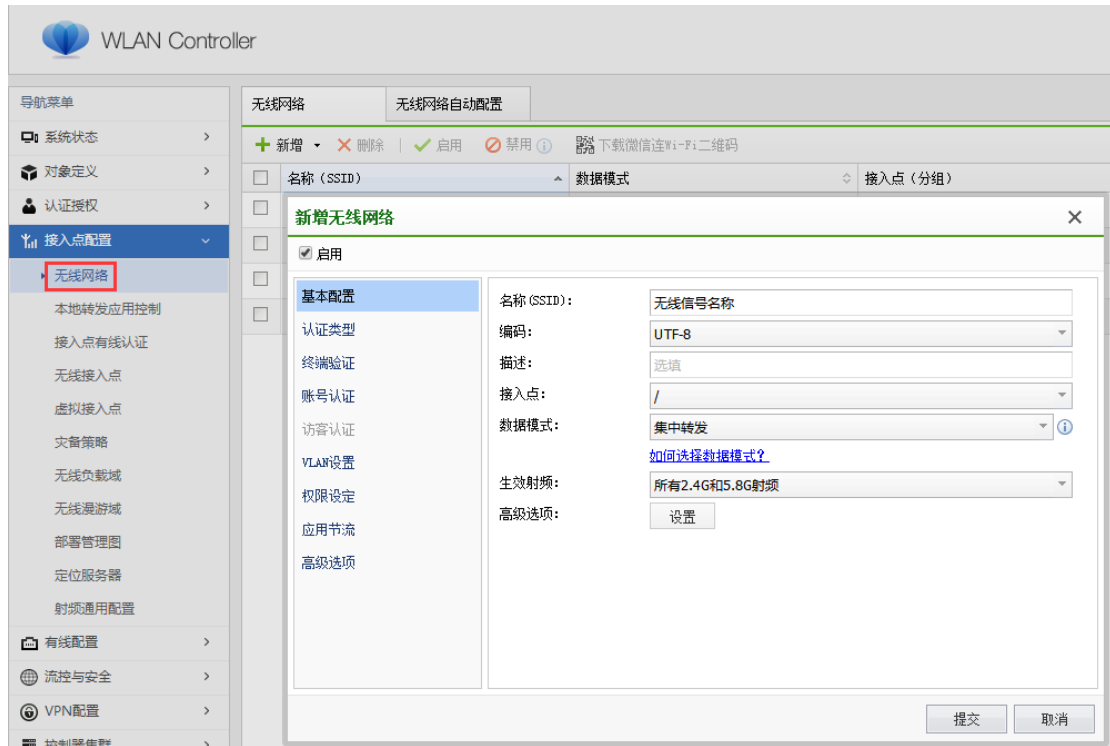 WLAN Controller
导航菜单
系统状态
对象定义
认证授权
接入点配置
无线网络
本地转发应用控制
接入点有线认证
无线接入点
虚拟接入点
灾备策略
无线负载域
无线漫游域
部署管理图
定位服务器
射频通用配置
有线配置
流控与安全
VPN配置
控制器集群
无线网络 无线网络自动配置
新增 删除 启用 禁用 下载微信连Wi-Fi二维码
名称（SSID） 数据模式 接入点（分组）
新增无线网络
启用
基本配置
认证类型
终端验证
账号认证
访客认证
VLAN设置
权限设定
应用节流
高级选项
名称(SSID): 无线信号名称
编码: UTF-8
描述: 选填
接入点: /
数据模式: 集中转发
如何选择数据模式?
生效射频: 所有2.4G和5.8G射频
高级选项: 设置
提交 取消